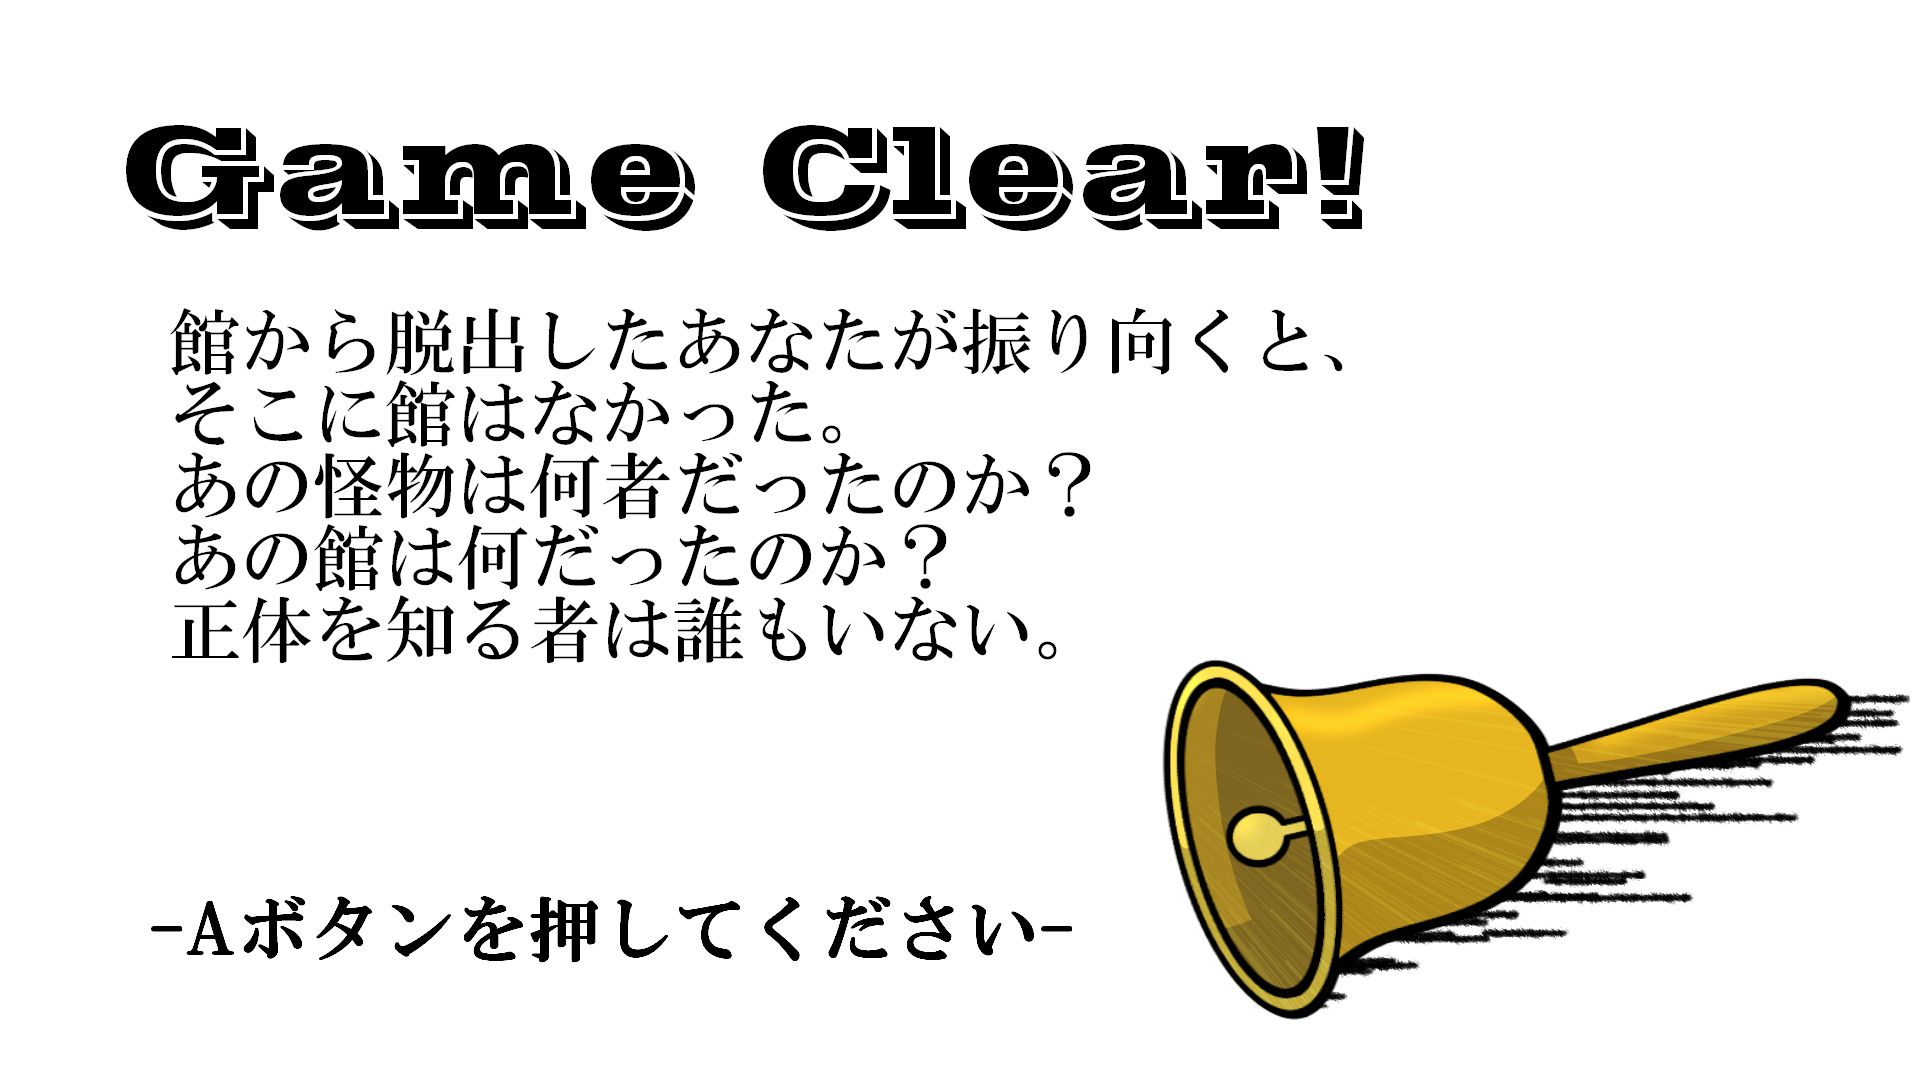 Game Clear!
館から脱出したあなたが振り向くと、
そこに館はなかった。
あの怪物は何者だったのか？
あの館は何だったのか？
正体を知る者は誰もいない。
-Aボタンを押してください-